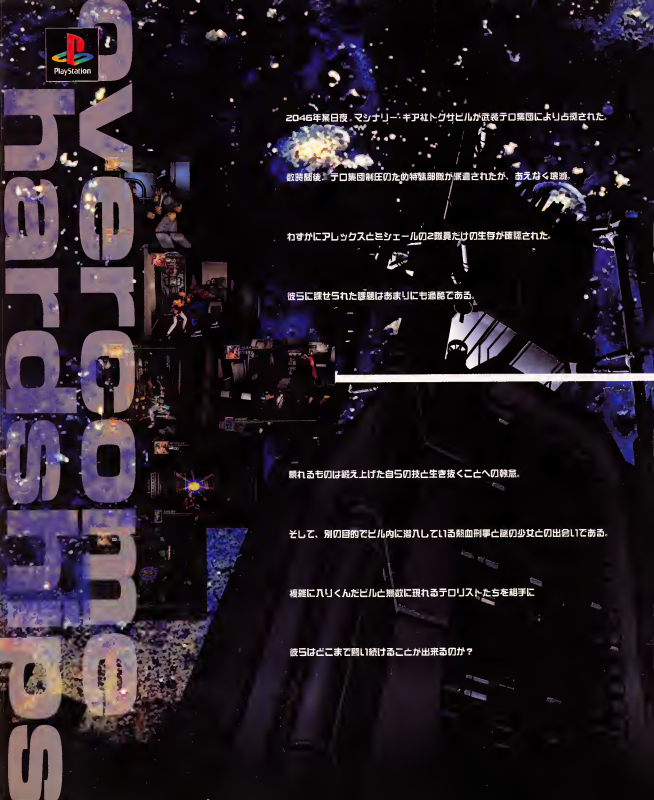 PlayStation
overcome
hardships
2046年某日夜、マシナリー・ギア社トグサビルが武装テロ集団により占拠された。
数時間後、テロ集団制圧のため特殊部隊が派遣されたが、あえなく壊滅。
わずかにアレックスとミシェールの2隊員だけの生存が確認された。
彼らに課せられた課題はあまりにも過酷である。
頼れるものは鍛え上げた自らの技と生き抜くことへの執念。
そして、別の目的でビル内に潜入している熱血刑事と謎の少女との出会いである。
複雑に入りくんだビルと無数に現れるテロリストたちを相手に
彼らはどこまで闘い続けることが出来るのか？